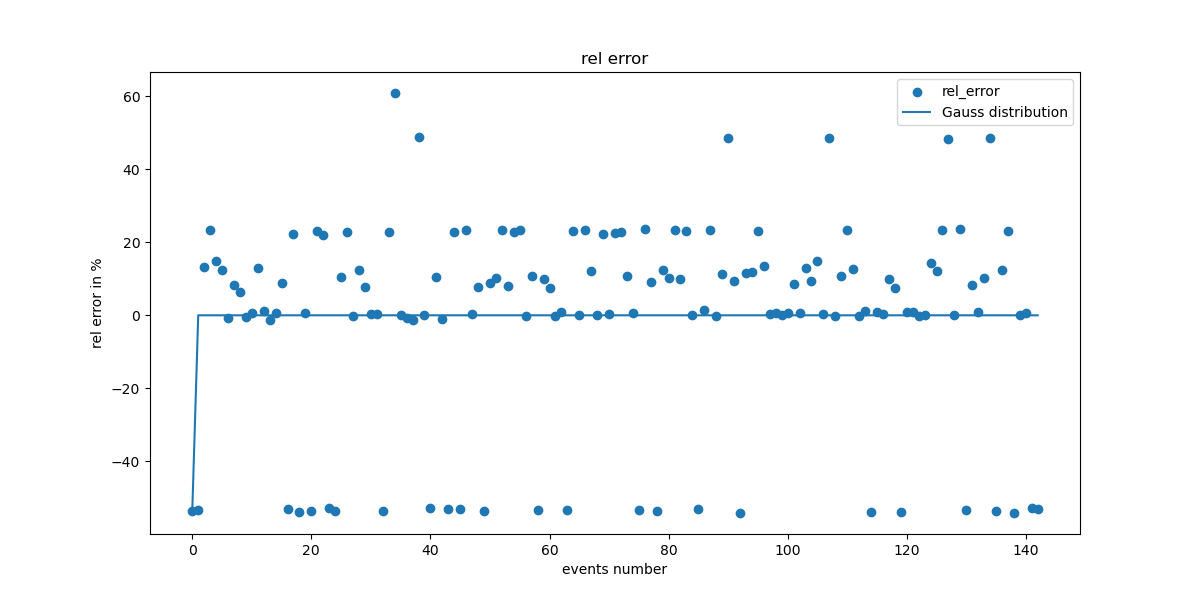 rel error
rel_error
Gauss distribution
rel error in %
60
40
20
0
−20
−40
0 20 40 60 80 100 120 140
events number